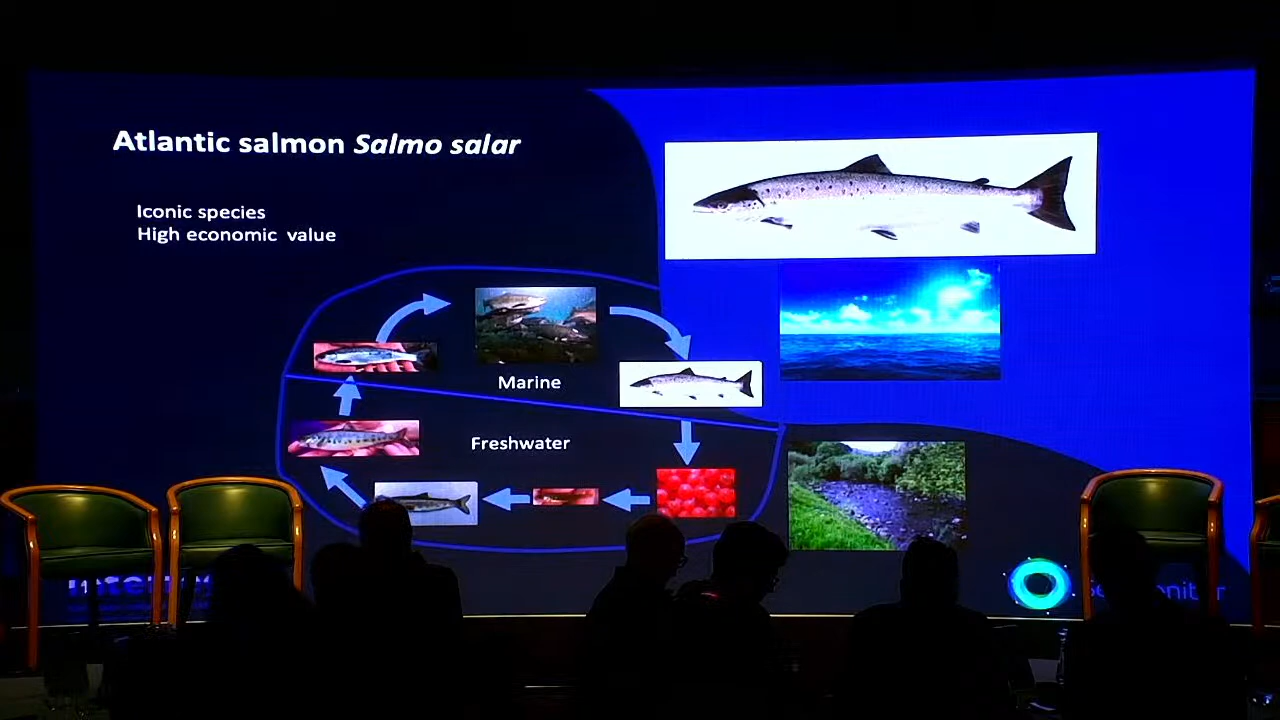 Atlantic salmon Salmo salar
Iconic species
High economic value
Marine
Freshwater